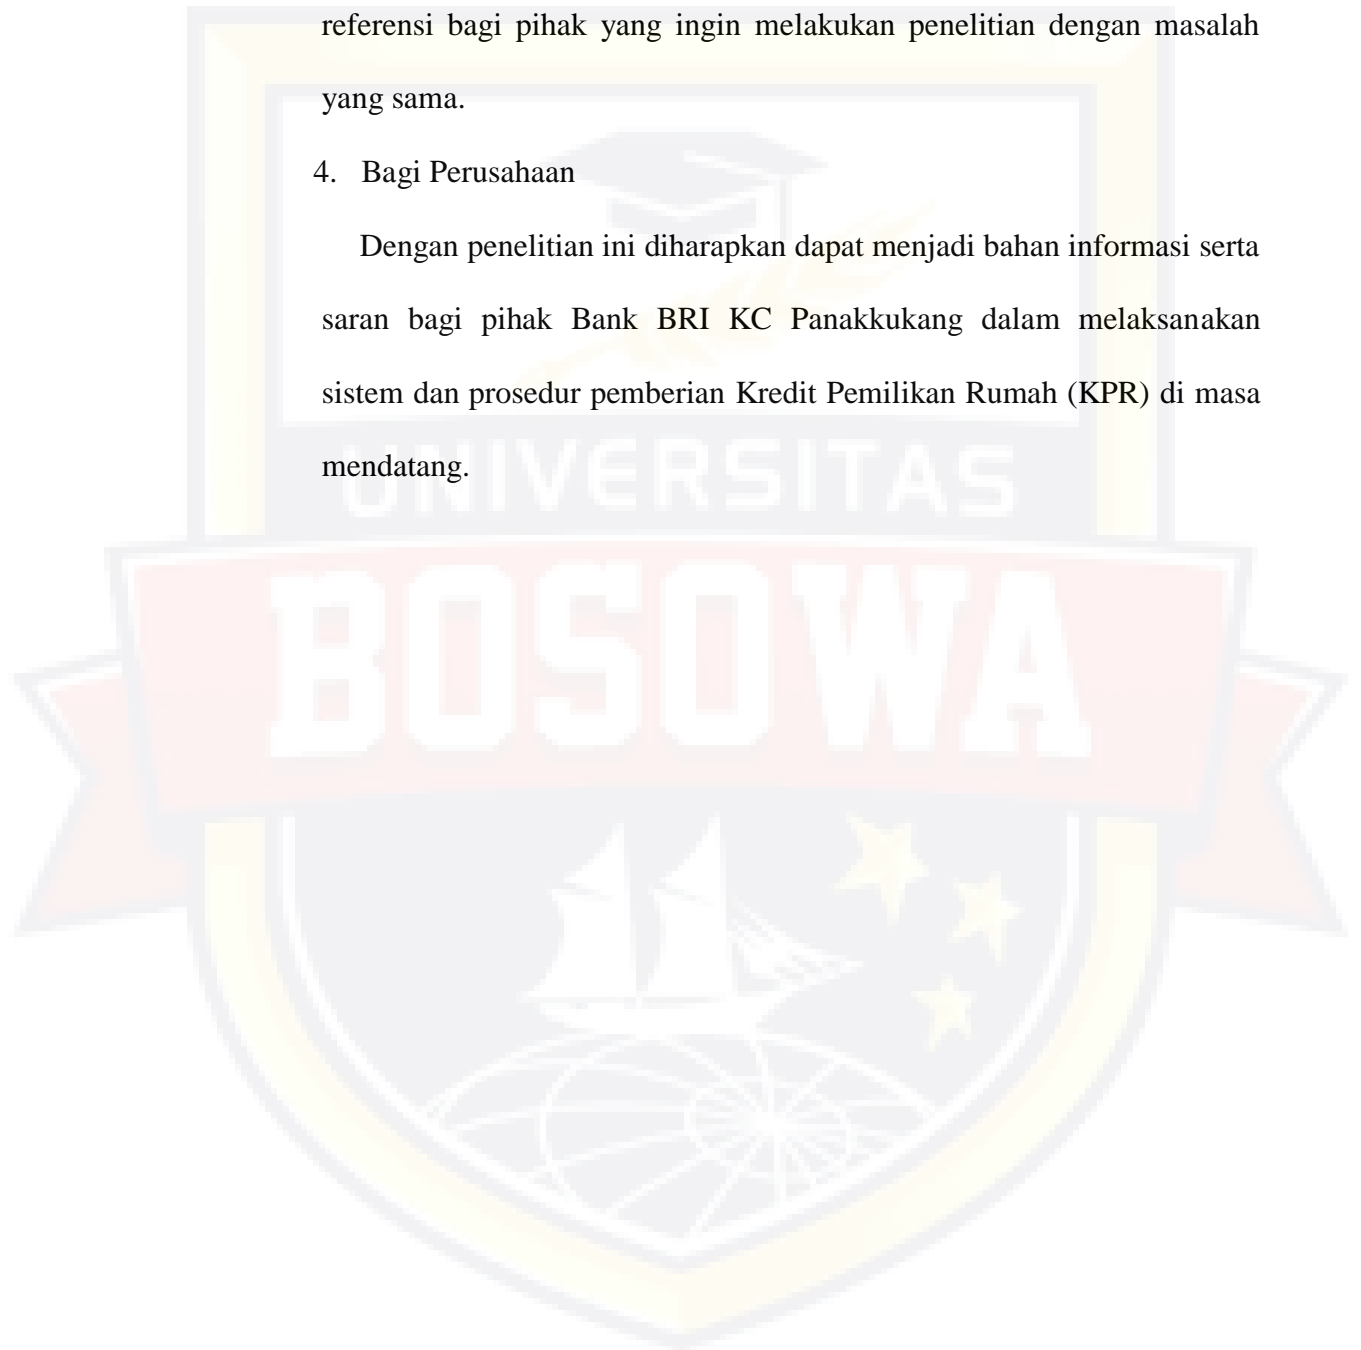 referensi bagi pihak yang ingin melakukan penelitian dengan masalah
yang sama.
4. Bagi Perusahaan
Dengan penelitian ini diharapkan dapat menjadi bahan informasi serta
saran bagi pihak Bank BRI KC Panakkukang dalam melaksanakan
sistem dan prosedur pemberian Kredit Pemilikan Rumah (KPR) di masa
mendatang.
UNIVERSITAS
BOSOWA